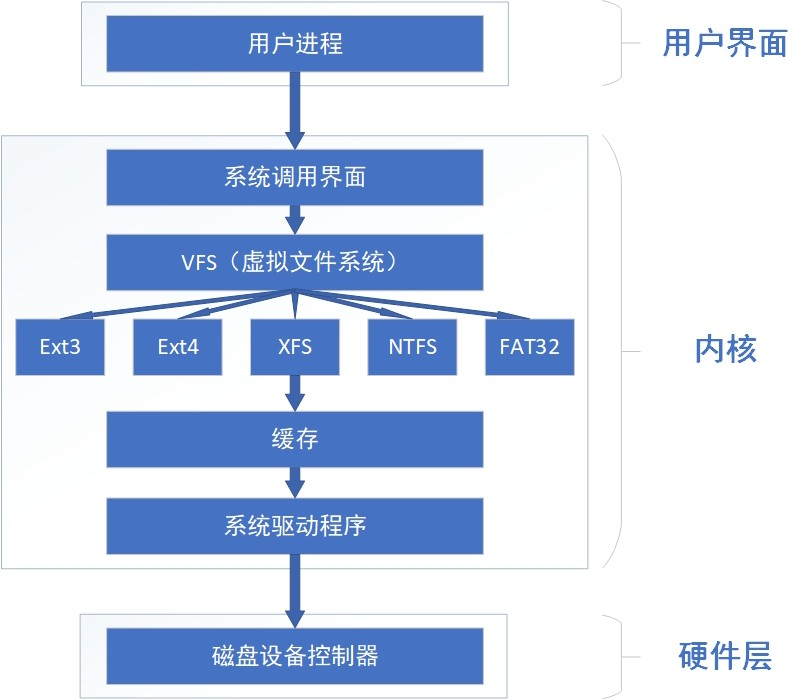 用户进程
用户界面
系统调用界面
VFS（虚拟文件系统）
Ext3
Ext4
XFS
NTFS
FAT32
内核
缓存
系统驱动程序
磁盘设备控制器
硬件层